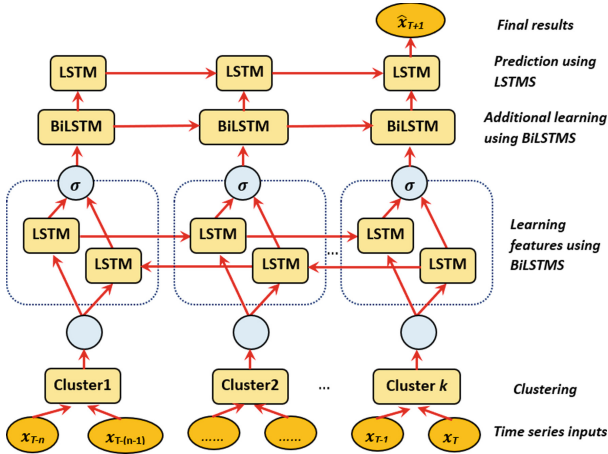 x̂T+1
Final results
LSTM
LSTM
LSTM
Prediction using
LSTMS
BiLSTM
BiLSTM
BiLSTM
Additional learning
using BiLSTMS
σ
σ
σ
LSTM
LSTM
LSTM
LSTM
LSTM
LSTM
...
Learning
features using
BiLSTMS
Cluster1
Cluster2
...
Cluster k
Clustering
xT-n
xT-(n-1)
......
......
xT-1
xT
Time series inputs